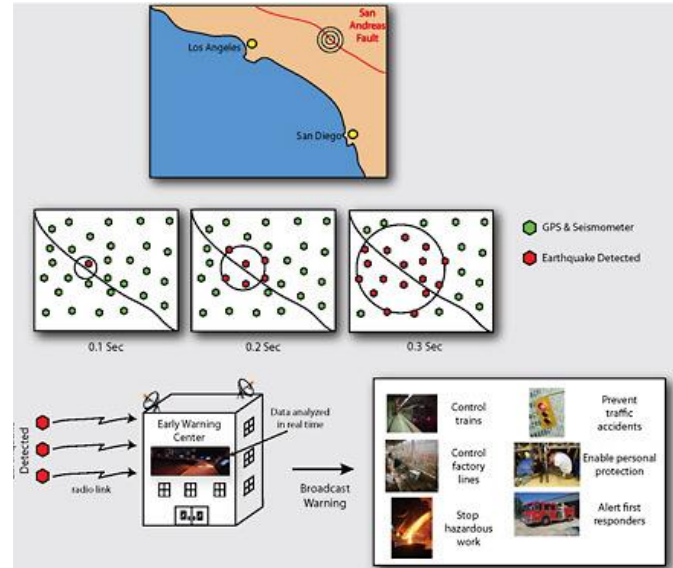 San
Andreas
Fault
Los Angeles
San Diego
GPS & Seismometer
Earthquake Detected
0.1 Sec
0.2 Sec
0.3 Sec
Detected
radio link
Early Warning
Center
Data analyzed
in real time
Broadcast
Warning
Control
trains
Prevent
traffic
accidents
Control
factory
lines
Enable personal
protection
Stop
hazardous
work
Alert first
responders